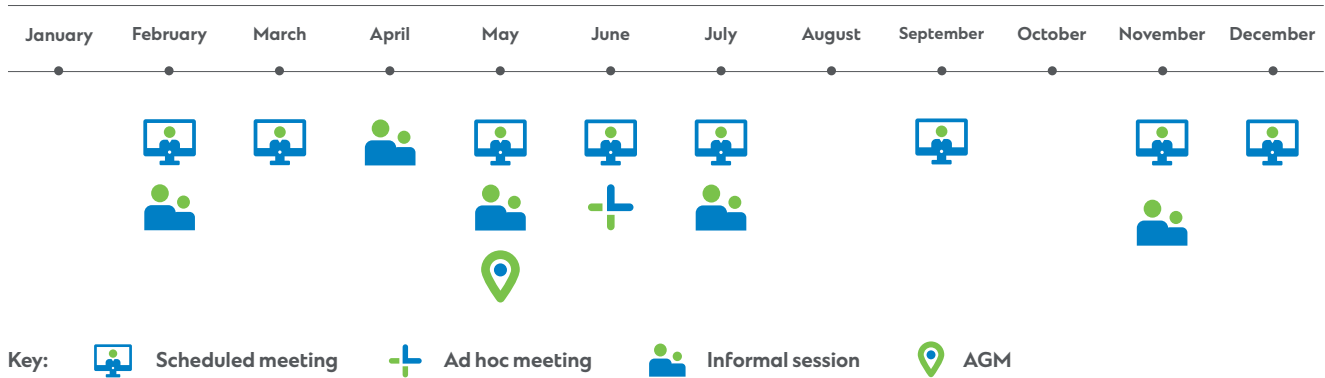 January February March April May June July August September October November December
Key: Scheduled meeting Ad hoc meeting Informal session AGM